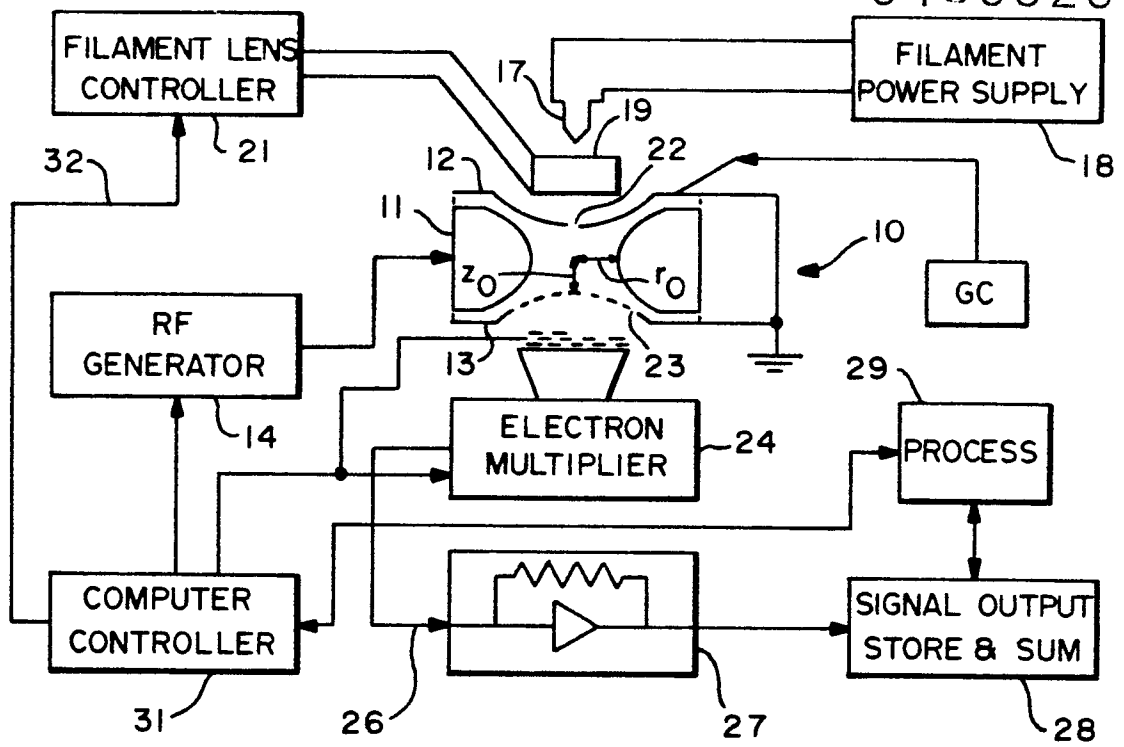 FILAMENT LENS
CONTROLLER
21
32
17
19
22
FILAMENT
POWER SUPPLY
18
12
11
10
z0
r0
GC
13
23
RF
GENERATOR
14
ELECTRON
MULTIPLIER
24
29
PROCESS
COMPUTER
CONTROLLER
31
26
27
SIGNAL OUTPUT
STORE & SUM
28